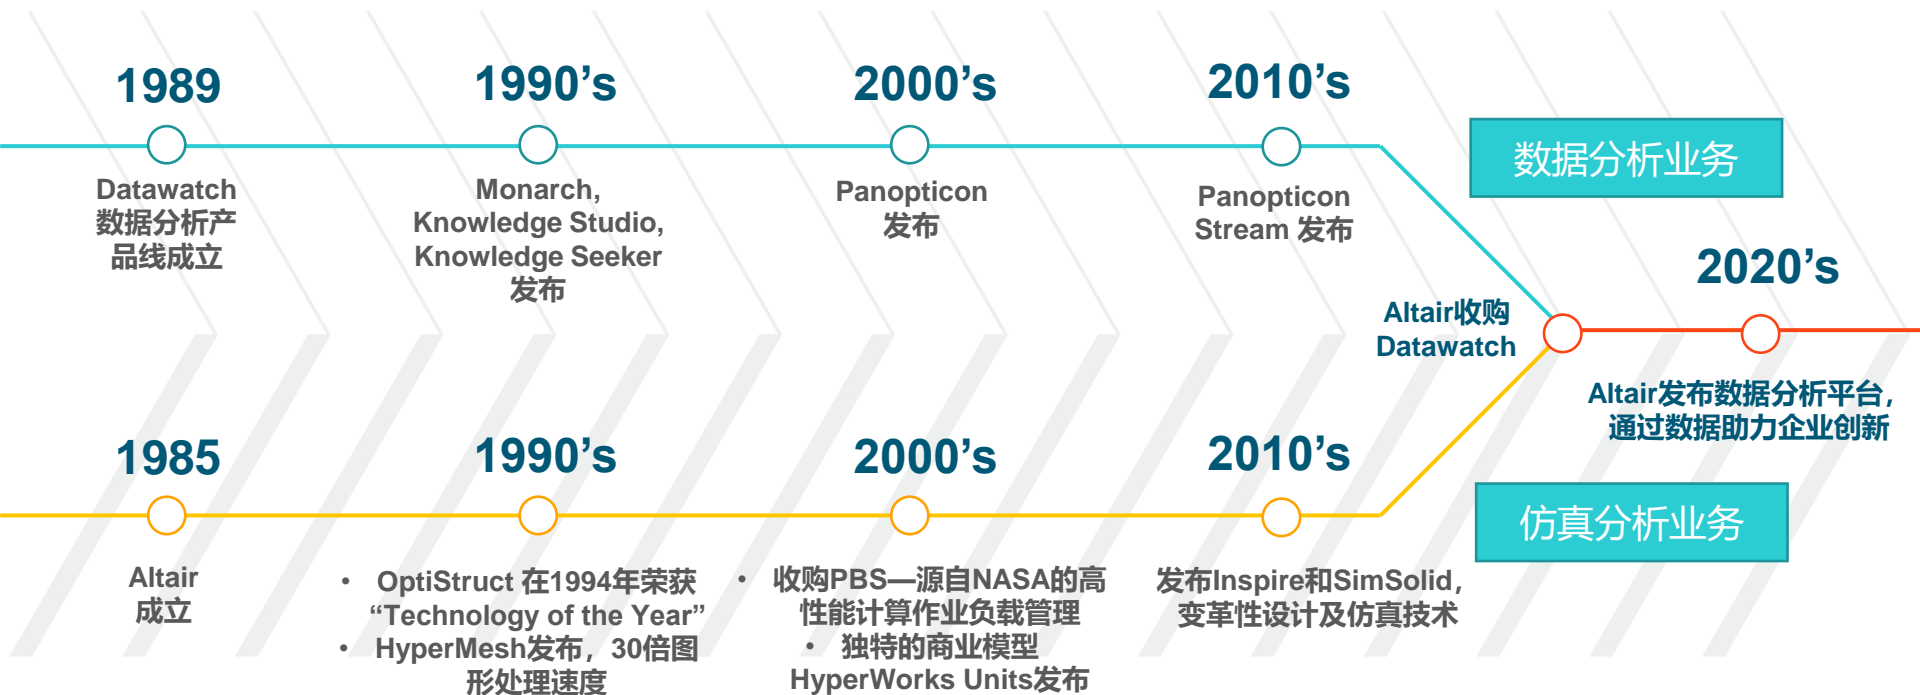 1989
Datawatch
数据分析产
品线成立
1990’s
Monarch,
Knowledge Studio,
Knowledge Seeker
发布
2000’s
Panopticon
发布
2010’s
Panopticon
Stream 发布
数据分析业务
Altair收购
Datawatch
2020’s
Altair发布数据分析平台，
通过数据助力企业创新
1985
Altair
成立
1990’s
• OptiStruct 在1994年荣获
“Technology of the Year”
• HyperMesh发布，30倍图
形处理速度
2000’s
• 收购PBS—源自NASA的高
性能计算作业负载管理
• 独特的商业模型
HyperWorks Units发布
2010’s
发布Inspire和SimSolid，
变革性设计及仿真技术
仿真分析业务